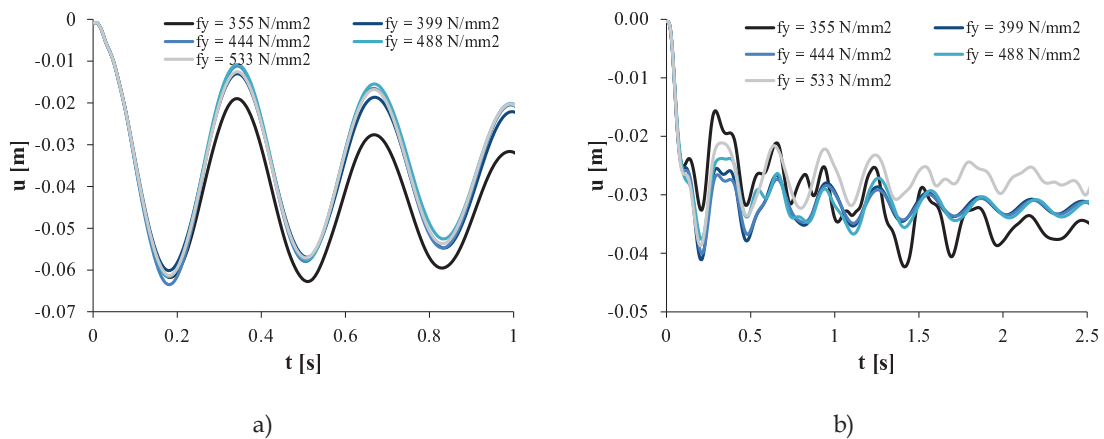 fy = 355 N/mm2
fy = 399 N/mm2
fy = 444 N/mm2
fy = 488 N/mm2
fy = 533 N/mm2
0
-0.01
-0.02
-0.03
-0.04
-0.05
-0.06
-0.07
u [m]
0
0.2
0.4
0.6
0.8
1
t [s]
a)
fy = 355 N/mm2
fy = 399 N/mm2
fy = 444 N/mm2
fy = 488 N/mm2
fy = 533 N/mm2
0.00
-0.01
-0.02
-0.03
-0.04
-0.05
u [m]
0
0.5
1
1.5
2
2.5
t [s]
b)